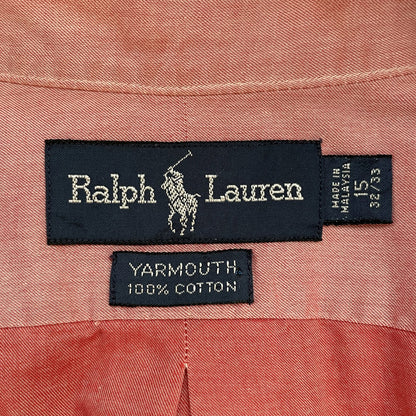 Ralph Lauren
MADE IN
MALAYSIA
15
32/33
YARMOUTH
100% COTTON